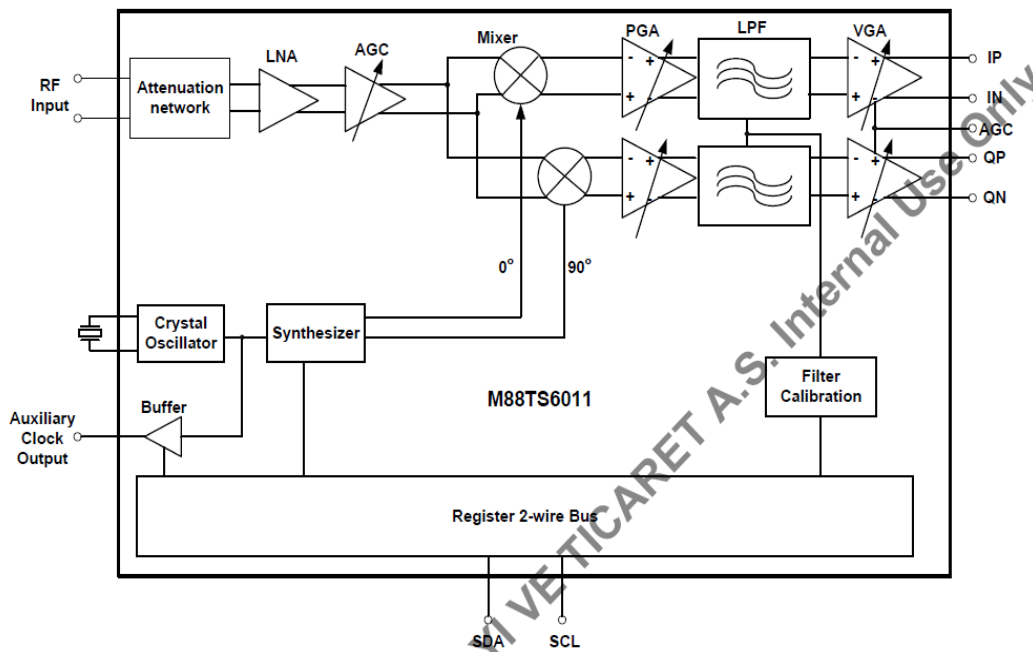 Mixer
PGA
LPF
VGA
LNA
AGC
RF
Input
Attenuation
network
- +
+ -
- +
+ -
IP
IN
AGC
QP
QN
- +
+ -
- +
+ -
0°
90°
Crystal
Oscillator
Synthesizer
Filter
Calibration
M88TS6011
Buffer
Auxiliary
Clock
Output
Register 2-wire Bus
SDA
SCL
YI VE TICARET A.S. Internal Use Only